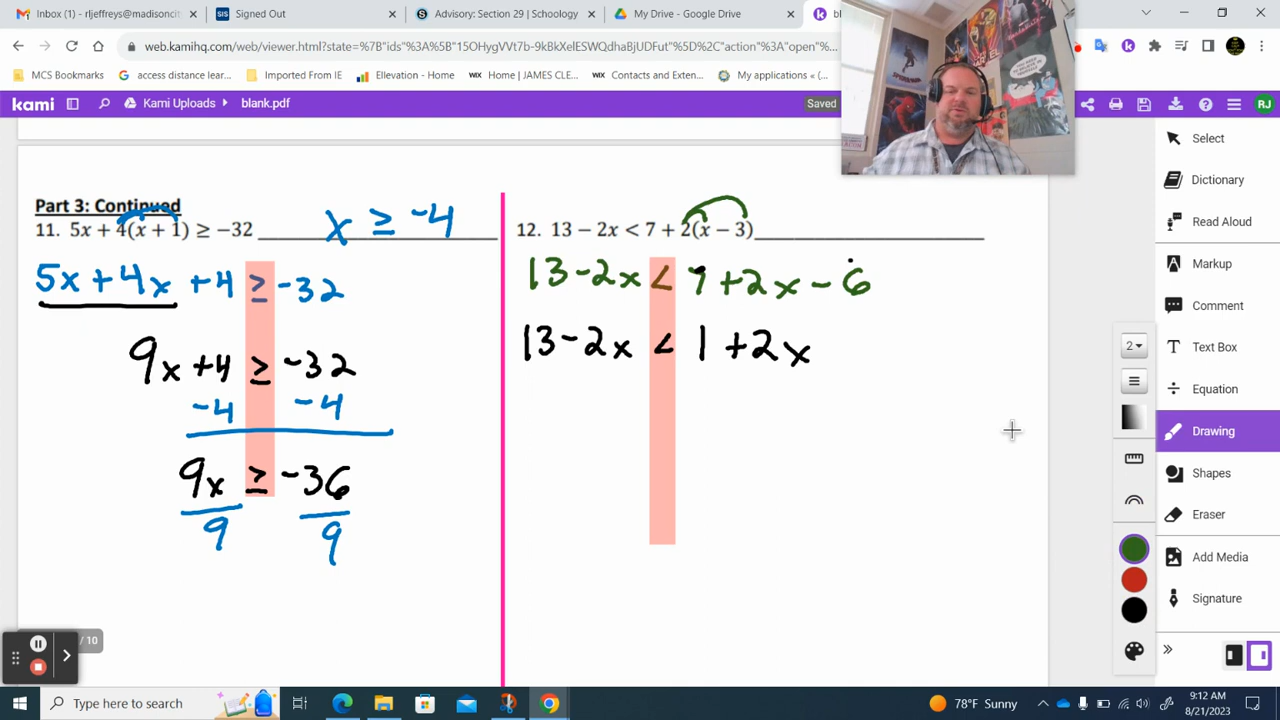 Inbox (1) - rljeffreys@madisoncit
Signed Out
Advisory: Section 29 | Schoology
My Drive - Google Drive
web.kamihq.com/web/viewer.html?state=%7B"ids"%3A%5B"15OFjygVVt7b-9kBkXelESWQdhaBjUDFut"%5D%2C"action"%3A"open"...
MCS Bookmarks
access distance lear...
Imported From IE
Elevation - Home
WIX Home | JAMES CLE...
WIX Contacts and Exten...
My applications «(...
kami
Kami Uploads
blank.pdf
Saved
RJ
Part 3: Continued
11. 5x + 4(x + 1) ≥ −32
x ≥ -4
5x + 4x + 4 ≥ -32
9x + 4 ≥ -32
-4 -4
9x ≥ -36
9 9
12. 13 − 2x < 7 + 2(x − 3)
13 - 2x < 7 + 2x - 6
13 - 2x < 1 + 2x
Select
Dictionary
Read Aloud
Markup
Comment
Text Box
Equation
Drawing
Shapes
Eraser
Add Media
Signature
2
/ 10
Type here to search
78°F Sunny
9:12 AM
8/21/2023